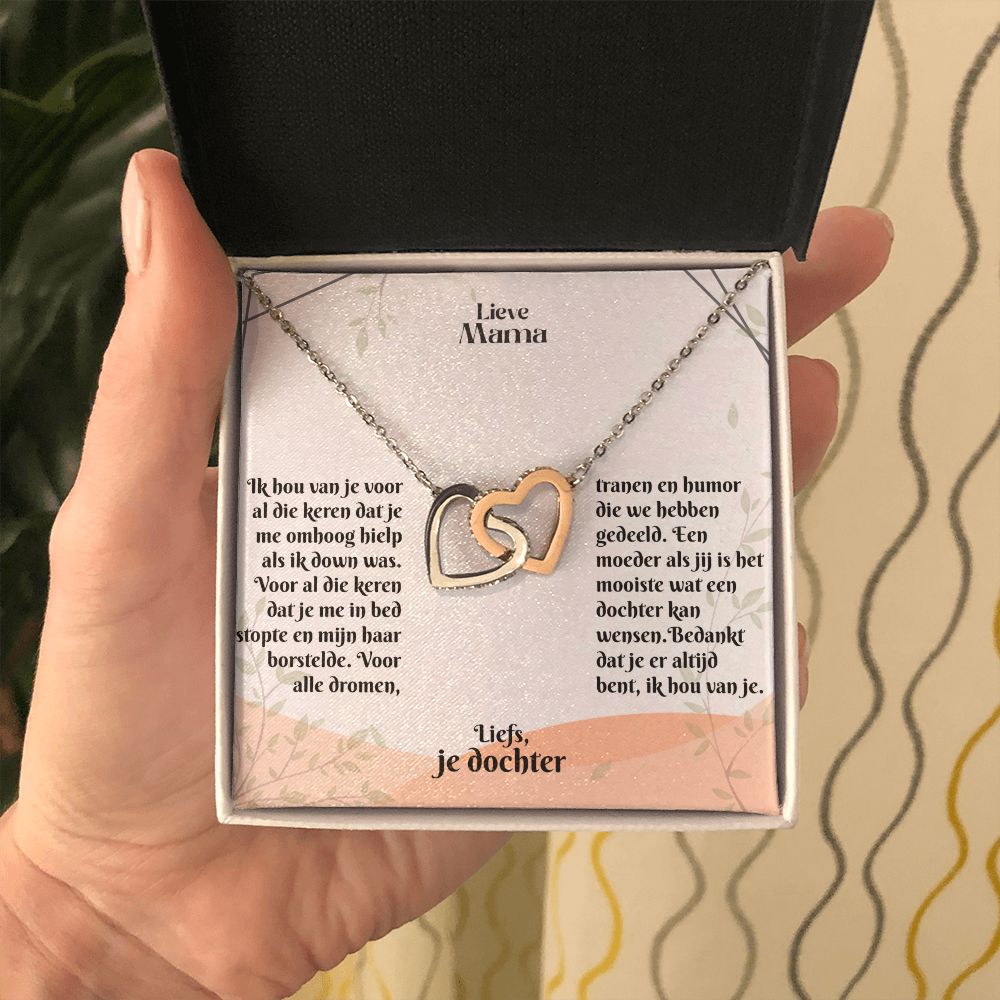 Lieve
Mama
Ik hou van je voor
al die keren dat je
me omhoog hielp
als ik down was.
Voor al die keren
dat je me in bed
stopte en mijn haar
borstelde. Voor
alle dromen,
tranen en humor
die we hebben
gedeeld. Een
moeder als jij is het
mooiste wat een
dochter kan
wensen.Bedankt
dat je er altijd
bent, ik hou van je.
Liefs,
je dochter